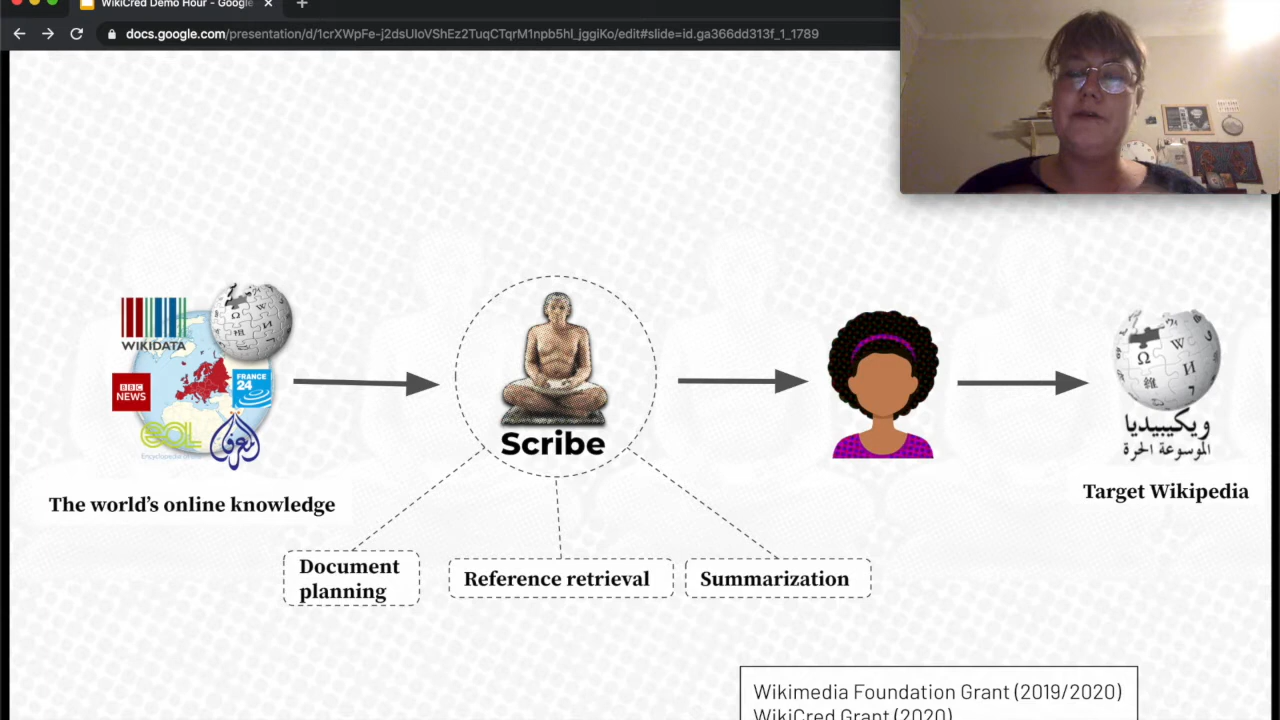 WikiCred Demo Hour - Google
docs.google.com/presentation/d/1crXWpFe-j2dsUIoVShEz2TuqCTqrM1npb5hl_jggiKo/edit#slide=id.ga366dd313f_1_1789
WIKIDATA
BBC
NEWS
FRANCE
24
eoL
The world's online knowledge
Scribe
Document
planning
Reference retrieval
Summarization
ويكيبيديا
الموسوعة الحرة
Target Wikipedia
Wikimedia Foundation Grant (2019/2020)
WikiCred Grant (2020)